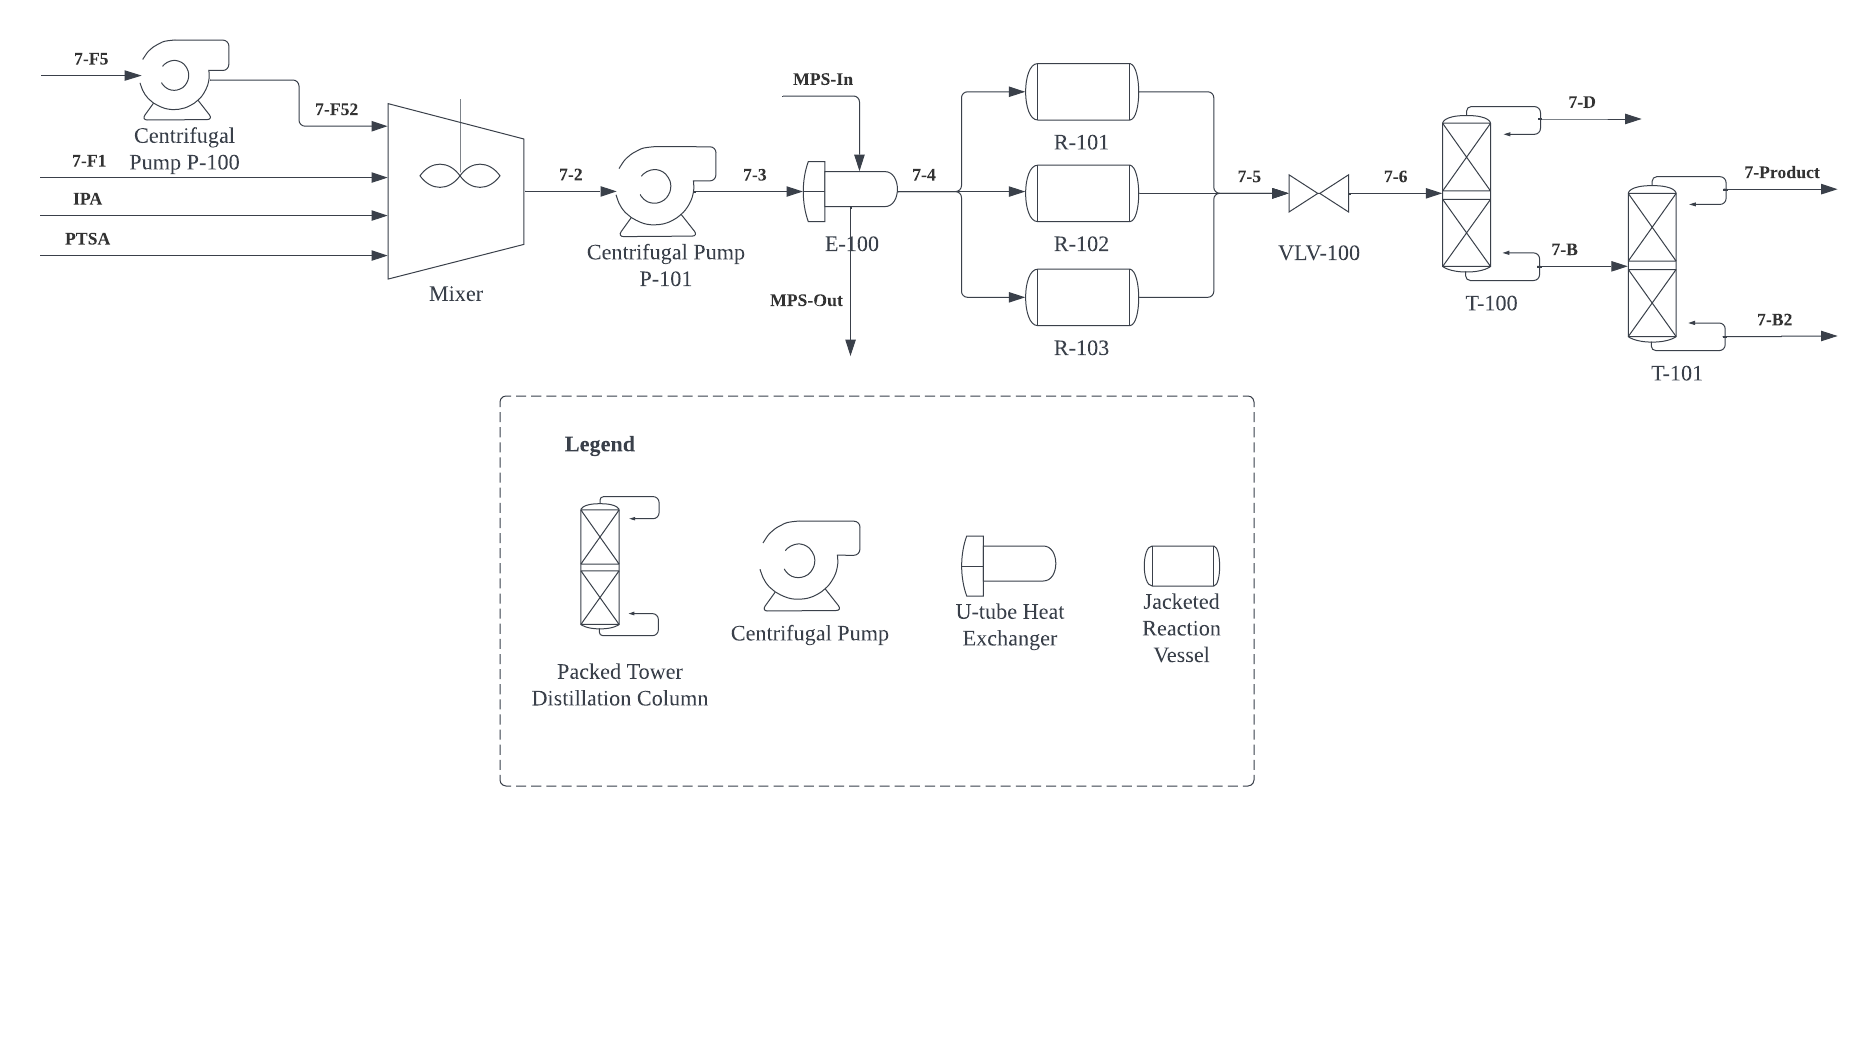 7-F5
Centrifugal
Pump P-100
7-F52
7-F1
IPA
PTSA
Mixer
7-2
Centrifugal Pump
P-101
7-3
MPS-In
E-100
MPS-Out
7-4
R-101
R-102
R-103
7-5
VLV-100
7-6
T-100
7-D
7-B
T-101
7-Product
7-B2
Legend
Packed Tower
Distillation Column
Centrifugal Pump
U-tube Heat
Exchanger
Jacketed
Reaction
Vessel